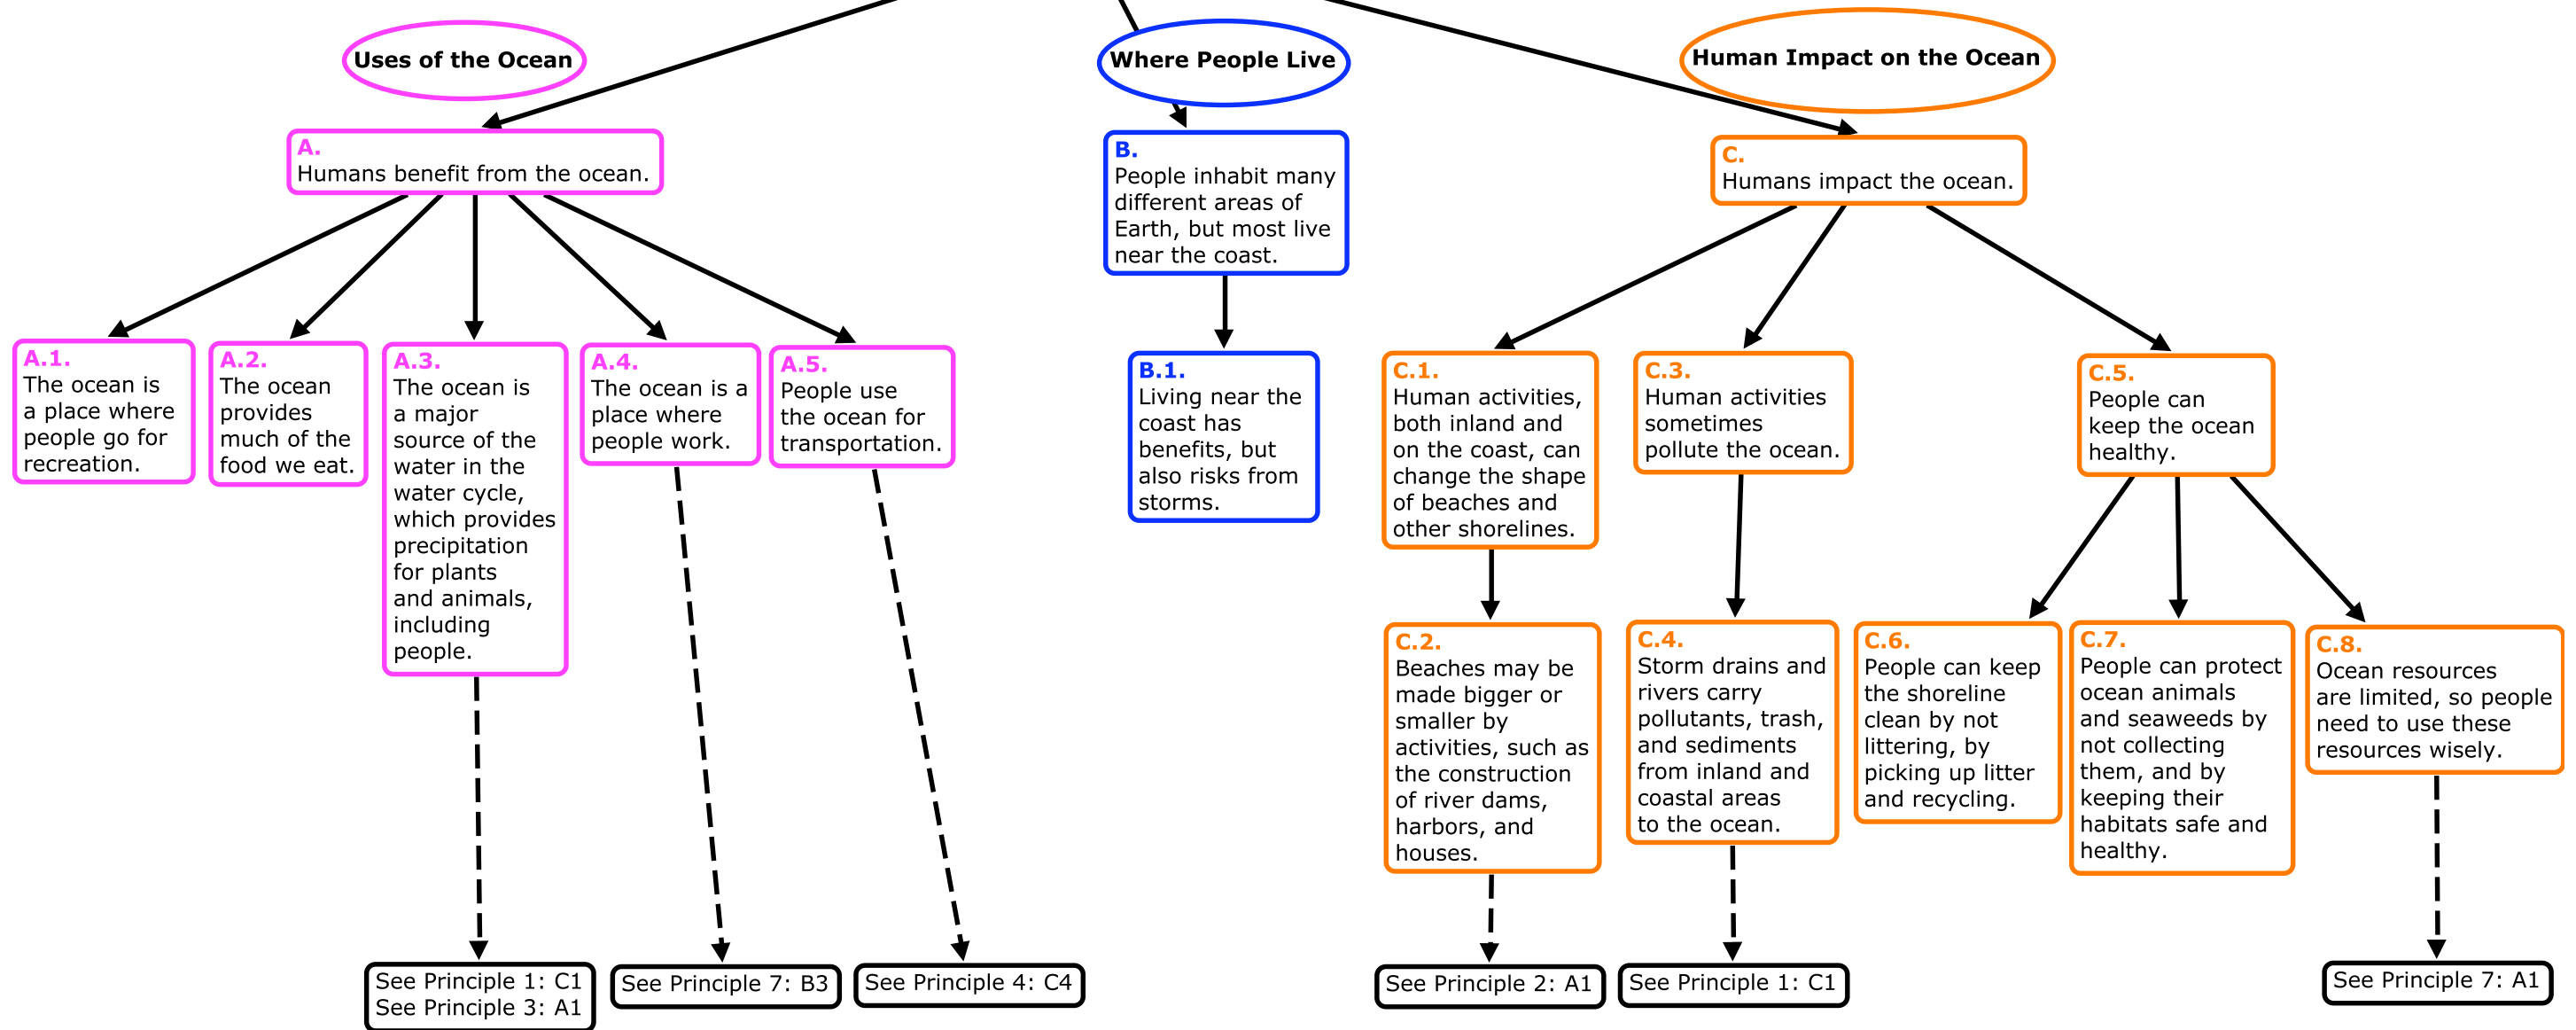 Uses of the Ocean
Where People Live
Human Impact on the Ocean
A.
Humans benefit from the ocean.
B.
People inhabit many
different areas of
Earth, but most live
near the coast.
C.
Humans impact the ocean.
A.1.
The ocean is
a place where
people go for
recreation.
A.2.
The ocean
provides
much of the
food we eat.
A.3.
The ocean is
a major
source of the
water in the
water cycle,
which provides
precipitation
for plants
and animals,
including
people.
A.4.
The ocean is a
place where
people work.
A.5.
People use
the ocean for
transportation.
B.1.
Living near the
coast has
benefits, but
also risks from
storms.
C.1.
Human activities,
both inland and
on the coast, can
change the shape
of beaches and
other shorelines.
C.3.
Human activities
sometimes
pollute the ocean.
C.5.
People can
keep the ocean
healthy.
C.2.
Beaches may be
made bigger or
smaller by
activities, such as
the construction
of river dams,
harbors, and
houses.
C.4.
Storm drains and
rivers carry
pollutants, trash,
and sediments
from inland and
coastal areas
to the ocean.
C.6.
People can keep
the shoreline
clean by not
littering, by
picking up litter
and recycling.
C.7.
People can protect
ocean animals
and seaweeds by
not collecting
them, and by
keeping their
habitats safe and
healthy.
C.8.
Ocean resources
are limited, so people
need to use these
resources wisely.
See Principle 1: C1
See Principle 3: A1
See Principle 7: B3
See Principle 4: C4
See Principle 2: A1
See Principle 1: C1
See Principle 7: A1